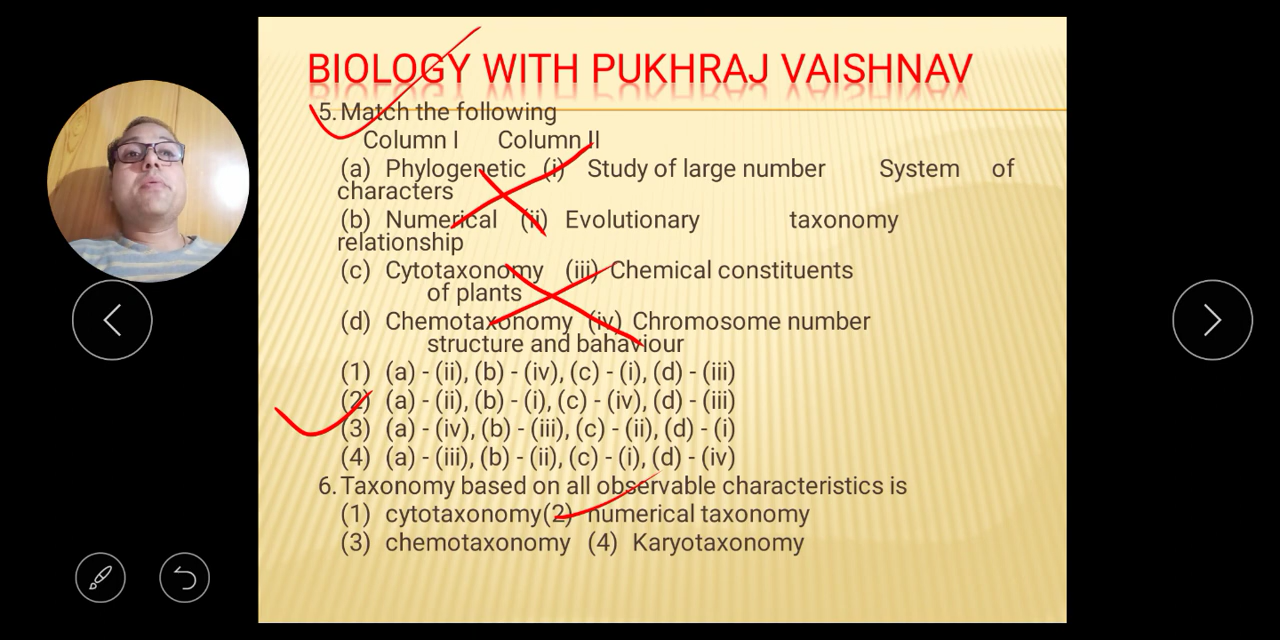 BIOLOGY WITH PUKHRAJ VAISHNAV
5. Match the following
Column I Column II
(a) Phylogenetic (i) Study of large number System of
characters
(b) Numerical (ii) Evolutionary taxonomy
relationship
(c) Cytotaxonomy (iii) Chemical constituents
of plants
(d) Chemotaxonomy (iv) Chromosome number
structure and bahaviour
(1) (a) - (ii), (b) - (iv), (c) - (i), (d) - (iii)
(2) (a) - (ii), (b) - (i), (c) - (iv), (d) - (iii)
(3) (a) - (iv), (b) - (iii), (c) - (ii), (d) - (i)
(4) (a) - (iii), (b) - (ii), (c) - (i), (d) - (iv)
6. Taxonomy based on all observable characteristics is
(1) cytotaxonomy (2) numerical taxonomy
(3) chemotaxonomy (4) Karyotaxonomy